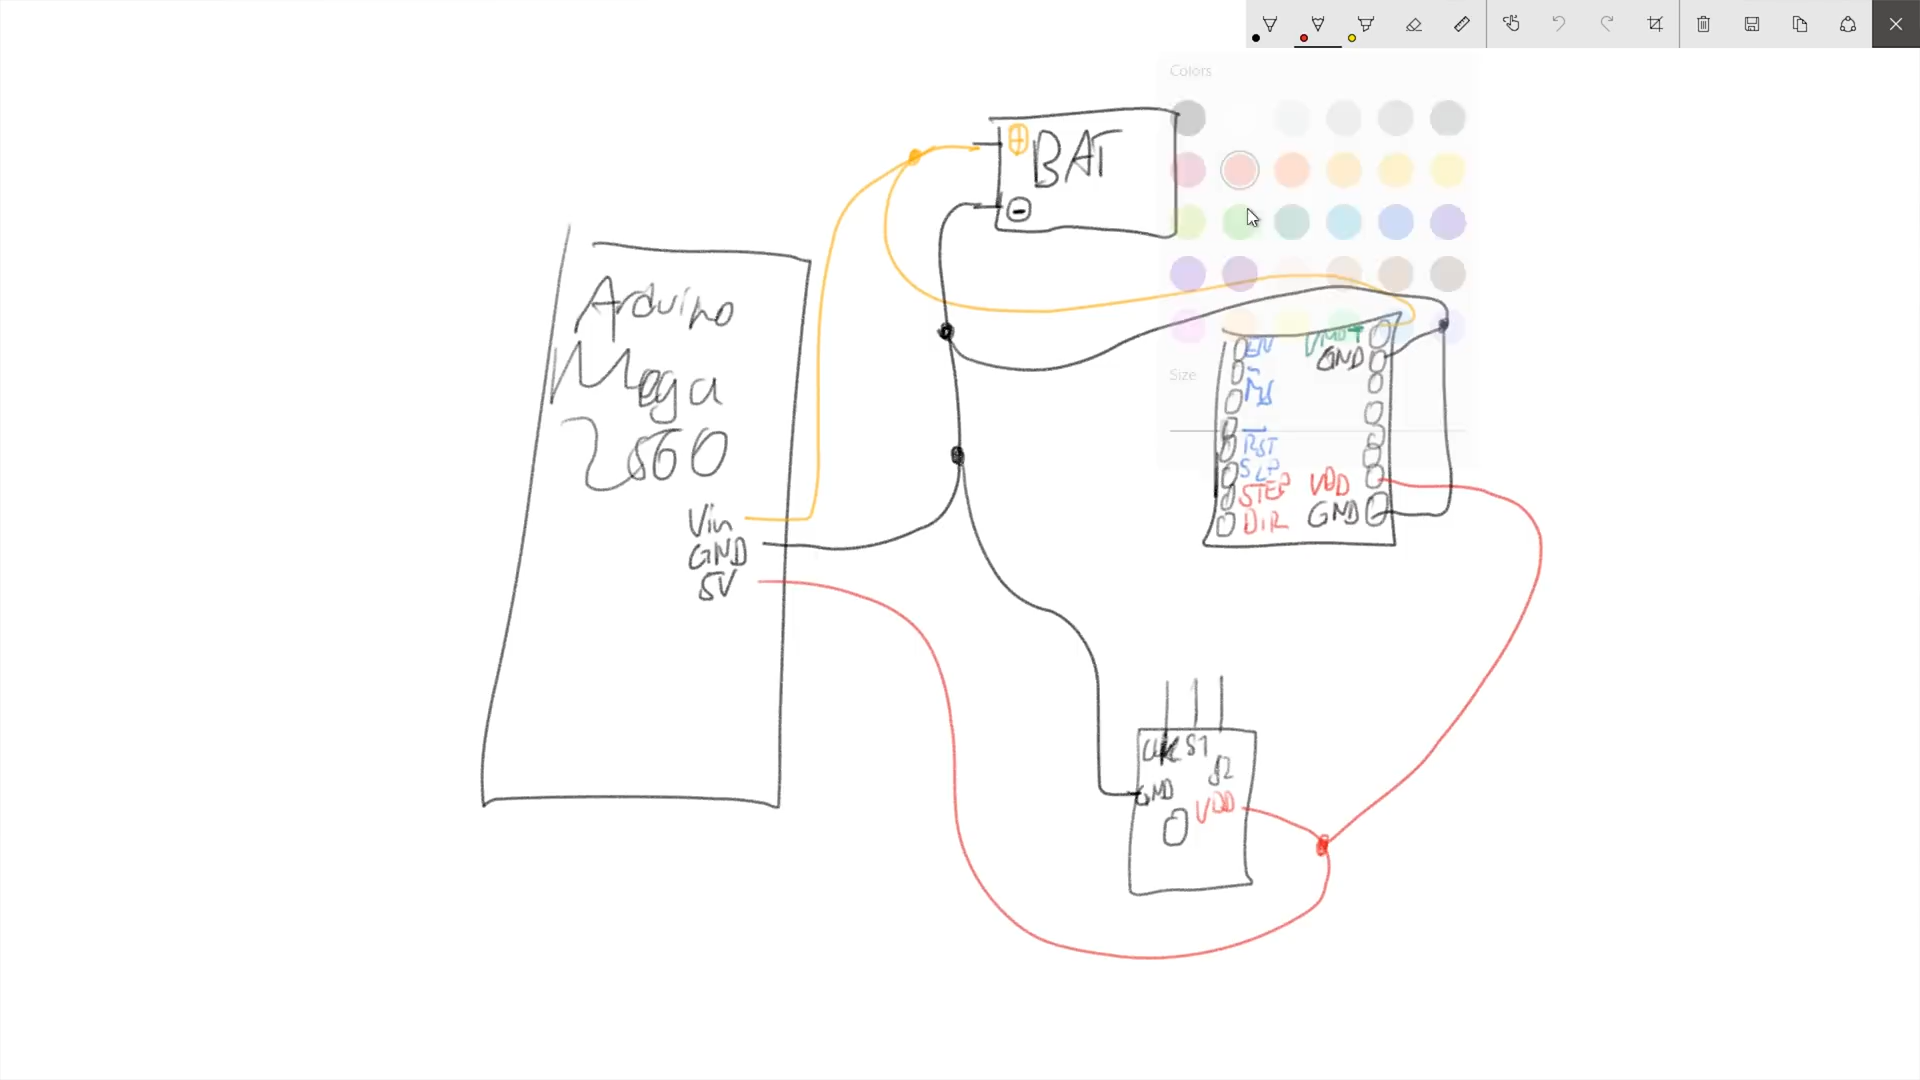 Colors
⊕ BAT
⊖
Arduino
Mega
2560
Vin
GND
5V
EN VMOT
GND
Size
RST
SLP
STEP VDD
DIR GND
CLK S1
S2
GND
VDD